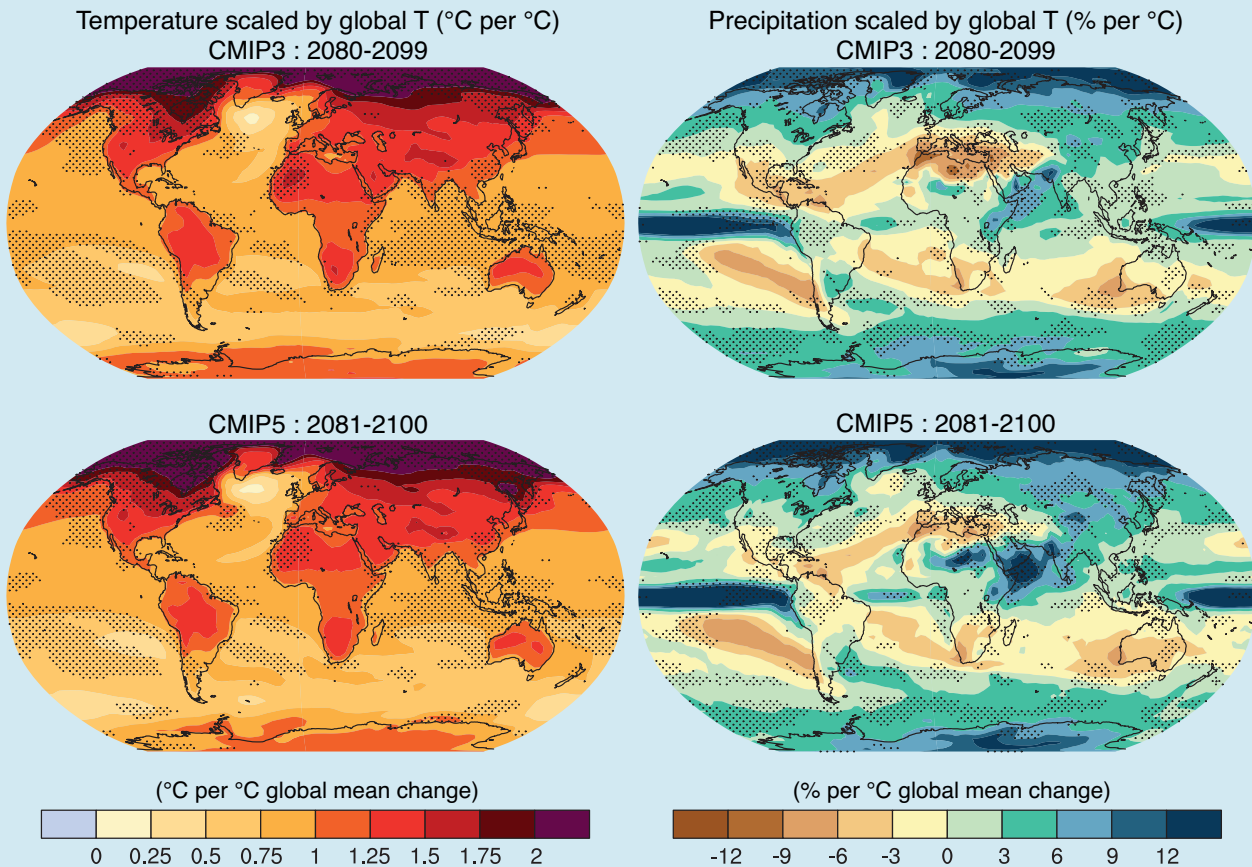 Temperature scaled by global T (°C per °C)
CMIP3 : 2080-2099
Precipitation scaled by global T (% per °C)
CMIP3 : 2080-2099
CMIP5 : 2081-2100
CMIP5 : 2081-2100
(°C per °C global mean change)
0 0.25 0.5 0.75 1 1.25 1.5 1.75 2
(% per °C global mean change)
-12 -9 -6 -3 0 3 6 9 12